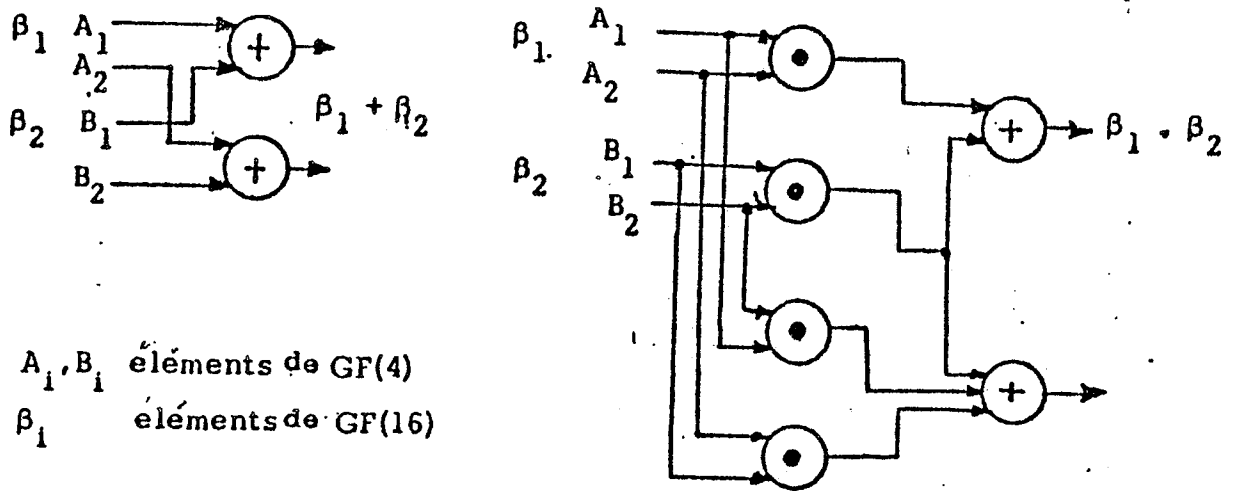 β₁ A₁
A₂
β₂ B₁
B₂
+
+
β₁ + β₂
β₁. A₁
A₂
β₂ B₁
B₂
+
+
β₁ . β₂
Aᵢ, Bᵢ éléments de GF(4)
βᵢ éléments de GF(16)